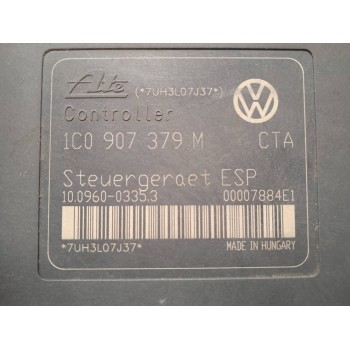 Ate (*7UH3L07J37*)
Controller
1C0 907 379 M CTA
Steuergeraet ESP
10.0960-0335.3 00007884E1
*7UH3L07J37* MADE IN HUNGARY